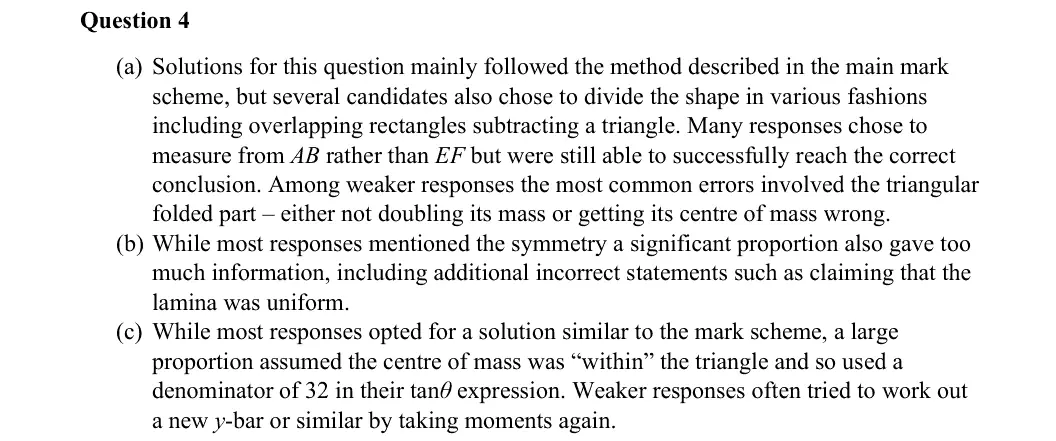 Question 4
(a) Solutions for this question mainly followed the method described in the main mark
scheme, but several candidates also chose to divide the shape in various fashions
including overlapping rectangles subtracting a triangle. Many responses chose to
measure from AB rather than EF but were still able to successfully reach the correct
conclusion. Among weaker responses the most common errors involved the triangular
folded part – either not doubling its mass or getting its centre of mass wrong.
(b) While most responses mentioned the symmetry a significant proportion also gave too
much information, including additional incorrect statements such as claiming that the
lamina was uniform.
(c) While most responses opted for a solution similar to the mark scheme, a large
proportion assumed the centre of mass was “within” the triangle and so used a
denominator of 32 in their tanθ expression. Weaker responses often tried to work out
a new y-bar or similar by taking moments again.